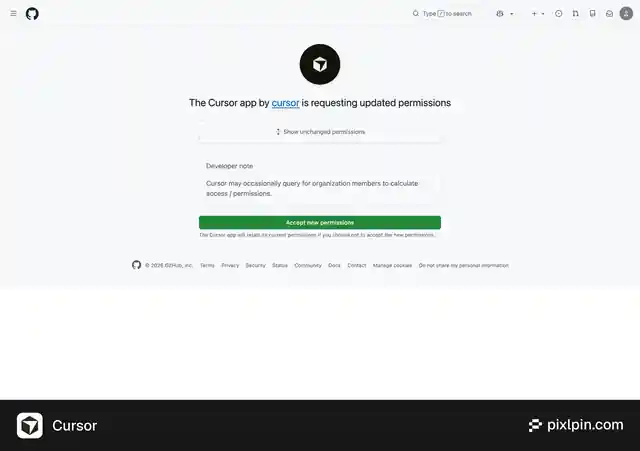 Type / to search
The Cursor app by cursor is requesting updated permissions
Show unchanged permissions
Developer note
Cursor may occasionally query for organization members to calculate
access / permissions.
Accept new permissions
The Cursor app will retain its current permissions if you choose not to accept the new permissions.
© 2026 GitHub, Inc. Terms Privacy Security Status Community Docs Contact Manage cookies Do not share my personal information
Cursor
pixlpin.com